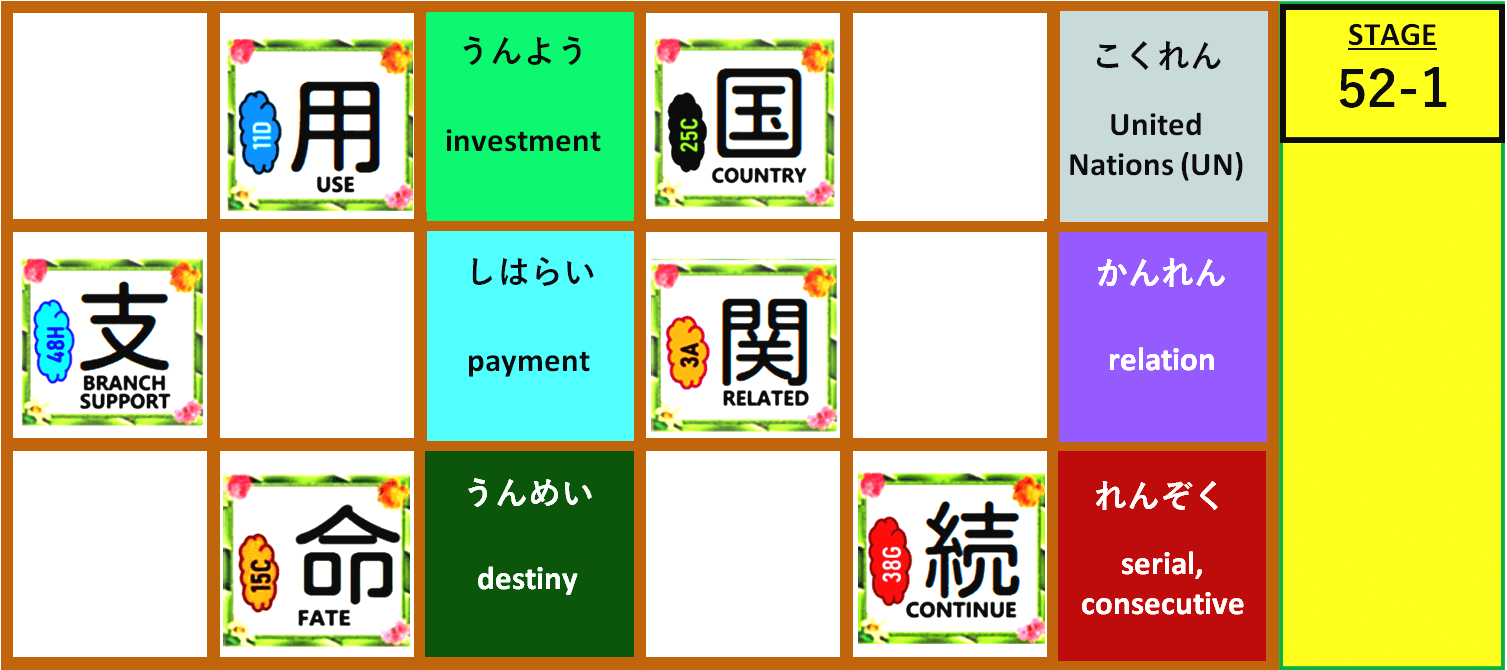 11D
用
USE
うんよう
investment
25C
国
COUNTRY
こくれん
United
Nations (UN)
STAGE
52-1
48H
支
BRANCH
SUPPORT
しはらい
payment
3A
関
RELATED
かんれん
relation
15C
命
FATE
うんめい
destiny
38G
続
CONTINUE
れんぞく
serial,
consecutive